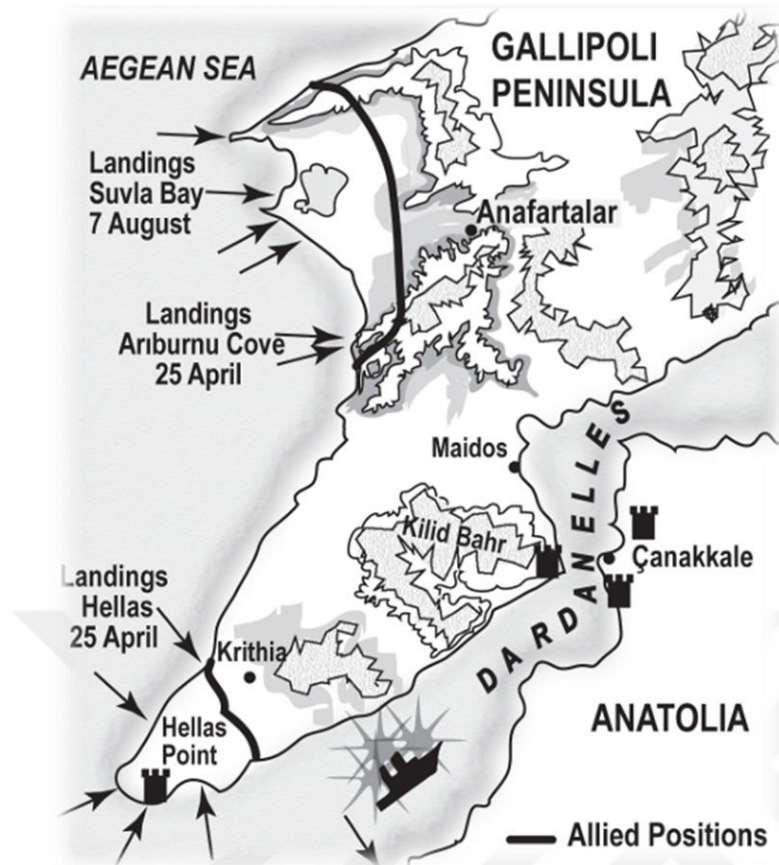 GALLIPOLI
PENINSULA
AEGEAN SEA
Landings
Suvla Bay
7 August
Anafartalar
Landings
Arıburnu Cove
25 April
Maidos
DARDANELLES
Kilid Bahr
Çanakkale
Landings
Hellas
25 April
Krithia
Hellas
Point
ANATOLIA
Allied Positions